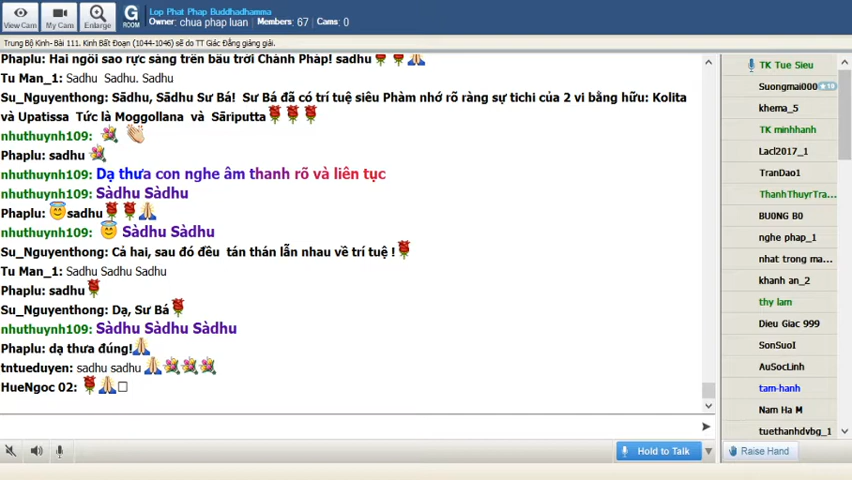 View Cam
My Cam
Enlarge
G
ROOM
Lop Phat Phap Buddhadhamma
Owner: chua phap luan Members: 67 Cams: 0
Trung Bộ Kinh- Bài 111. Kinh Bất Đoạn (1044-1046) sẽ do TT Giác Đẳng giảng giải.
Phaplu: Hai ngôi sao rực sáng trên bầu trời Chánh Pháp! sadhu
Tu Man_1: Sadhu Sadhu. Sadhu
Su_Nguyenthong: Sādhu, Sādhu Sư Bá! Sư Bá đã có trí tuệ siêu Phàm nhớ rõ ràng sự tichi của 2 vi bằng hữu: Kolita
và Upatissa Tức là Moggollana và Sāriputta
nhuthuynh109:
Phaplu: sadhu
nhuthuynh109: Dạ thưa con nghe âm thanh rõ và liên tục
nhuthuynh109: Sàdhu Sàdhu
Phaplu: sadhu
nhuthuynh109: Sàdhu Sàdhu
Su_Nguyenthong: Cả hai, sau đó đều tán thán lẫn nhau về trí tuệ !
Tu Man_1: Sadhu Sadhu Sadhu
Phaplu: sadhu
Su_Nguyenthong: Dạ, Sư Bá
nhuthuynh109: Sàdhu Sàdhu Sàdhu
Phaplu: dạ thưa đúng!
tntueduyen: sadhu sadhu
HueNgoc 02:
Hold to Talk
TK Tue Sieu
Suongmai000
khema_5
TK minhhanh
Lacl2017_1
TranDao1
ThanhThuyrTra...
BUONG BO
nghe phap_1
nhat trong ma...
khanh an_2
thy lam
Dieu Giac 999
SonSuoI
AuSocLinh
tam-hanh
Nam Ha M
tuethanhdvbg_1
Raise Hand